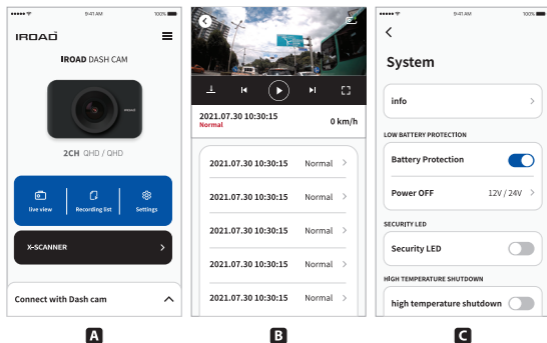 9:41 AM 100%
IROAD
IROAD DASH CAM
2CH QHD / QHD
live view Recording list Settings
X-SCANNER
Connect with Dash cam
A
2021.07.30 10:30:15 0 km/h
Normal
2021.07.30 10:30:15 Normal
2021.07.30 10:30:15 Normal
2021.07.30 10:30:15 Normal
2021.07.30 10:30:15 Normal
2021.07.30 10:30:15 Normal
B
9:41 AM 100%
System
info
LOW BATTERY PROTECTION
Battery Protection
Power OFF 12V / 24V
SECURITY LED
Security LED
HIGH TEMPERATURE SHUTDOWN
high temperature shutdown
C